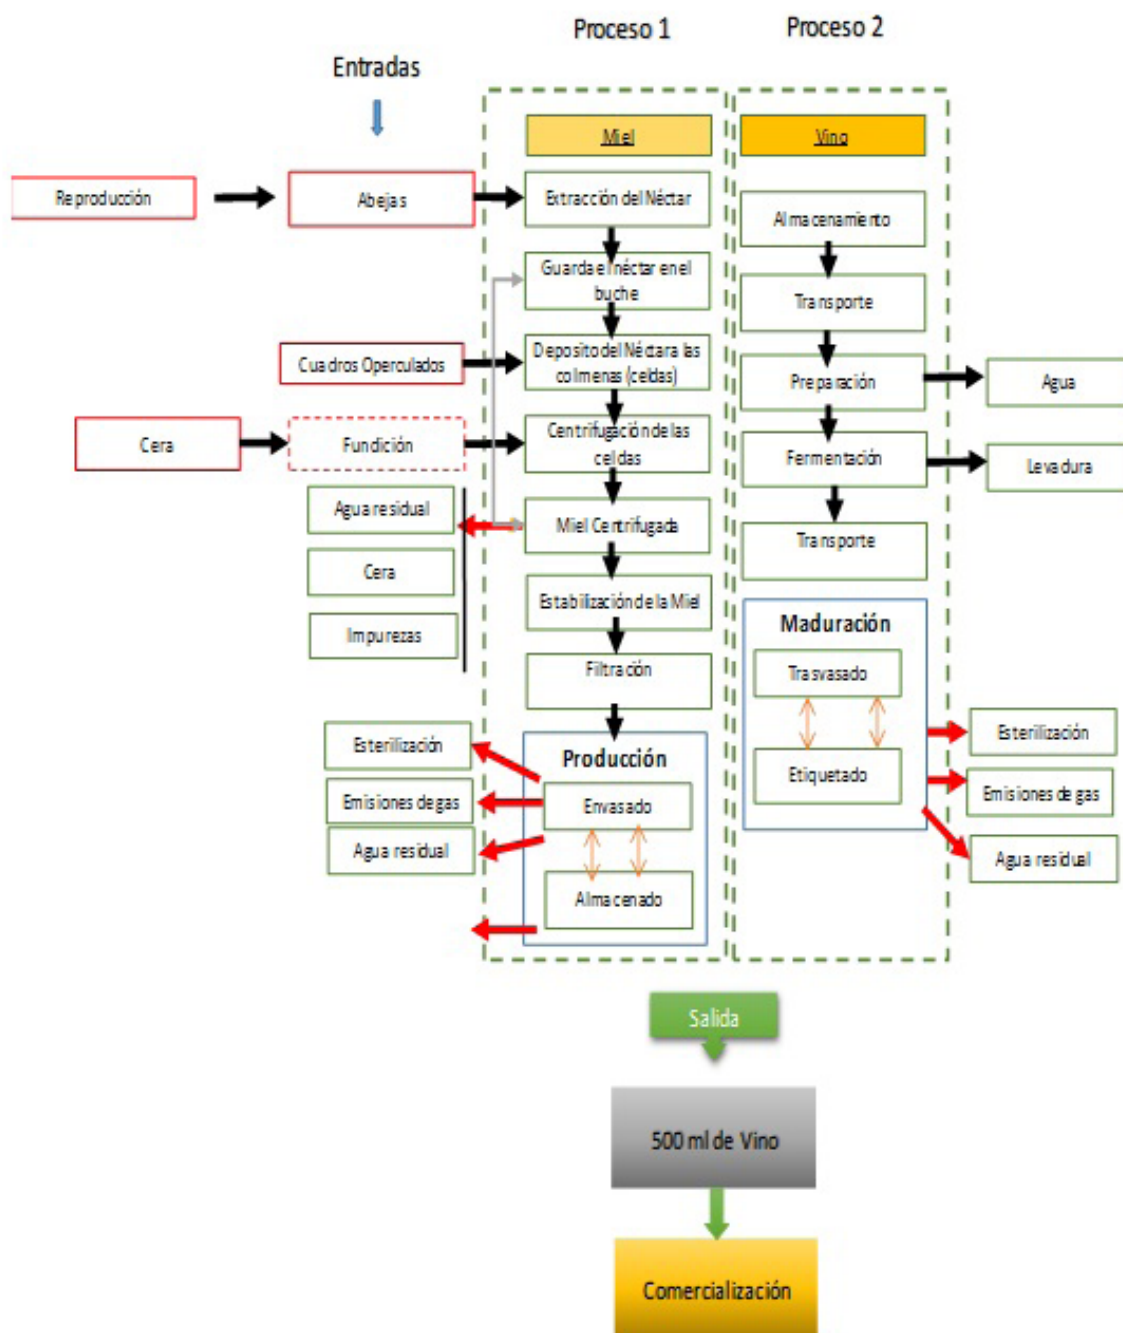 Proceso 1
Proceso 2
Entradas
Miel
Vino
Reproducción
Abejas
Extracción del Néctar
Almacenamiento
Guarda el néctar en el
buche
Transporte
Cuadros Operculados
Deposito del Néctar a las
colmenas (celdas)
Preparación
Agua
Cera
Fundición
Centrifugación de las
celdas
Fermentación
Levadura
Agua residual
Miel Centrifugada
Transporte
Cera
Estabilización de la Miel
Impurezas
Maduración
Filtración
Trasvasado
Esterilización
Producción
Esterilización
Etiquetado
Emisiones de gas
Envasado
Emisiones de gas
Agua residual
Agua residual
Almacenado
Salida
500 ml de Vino
Comercialización